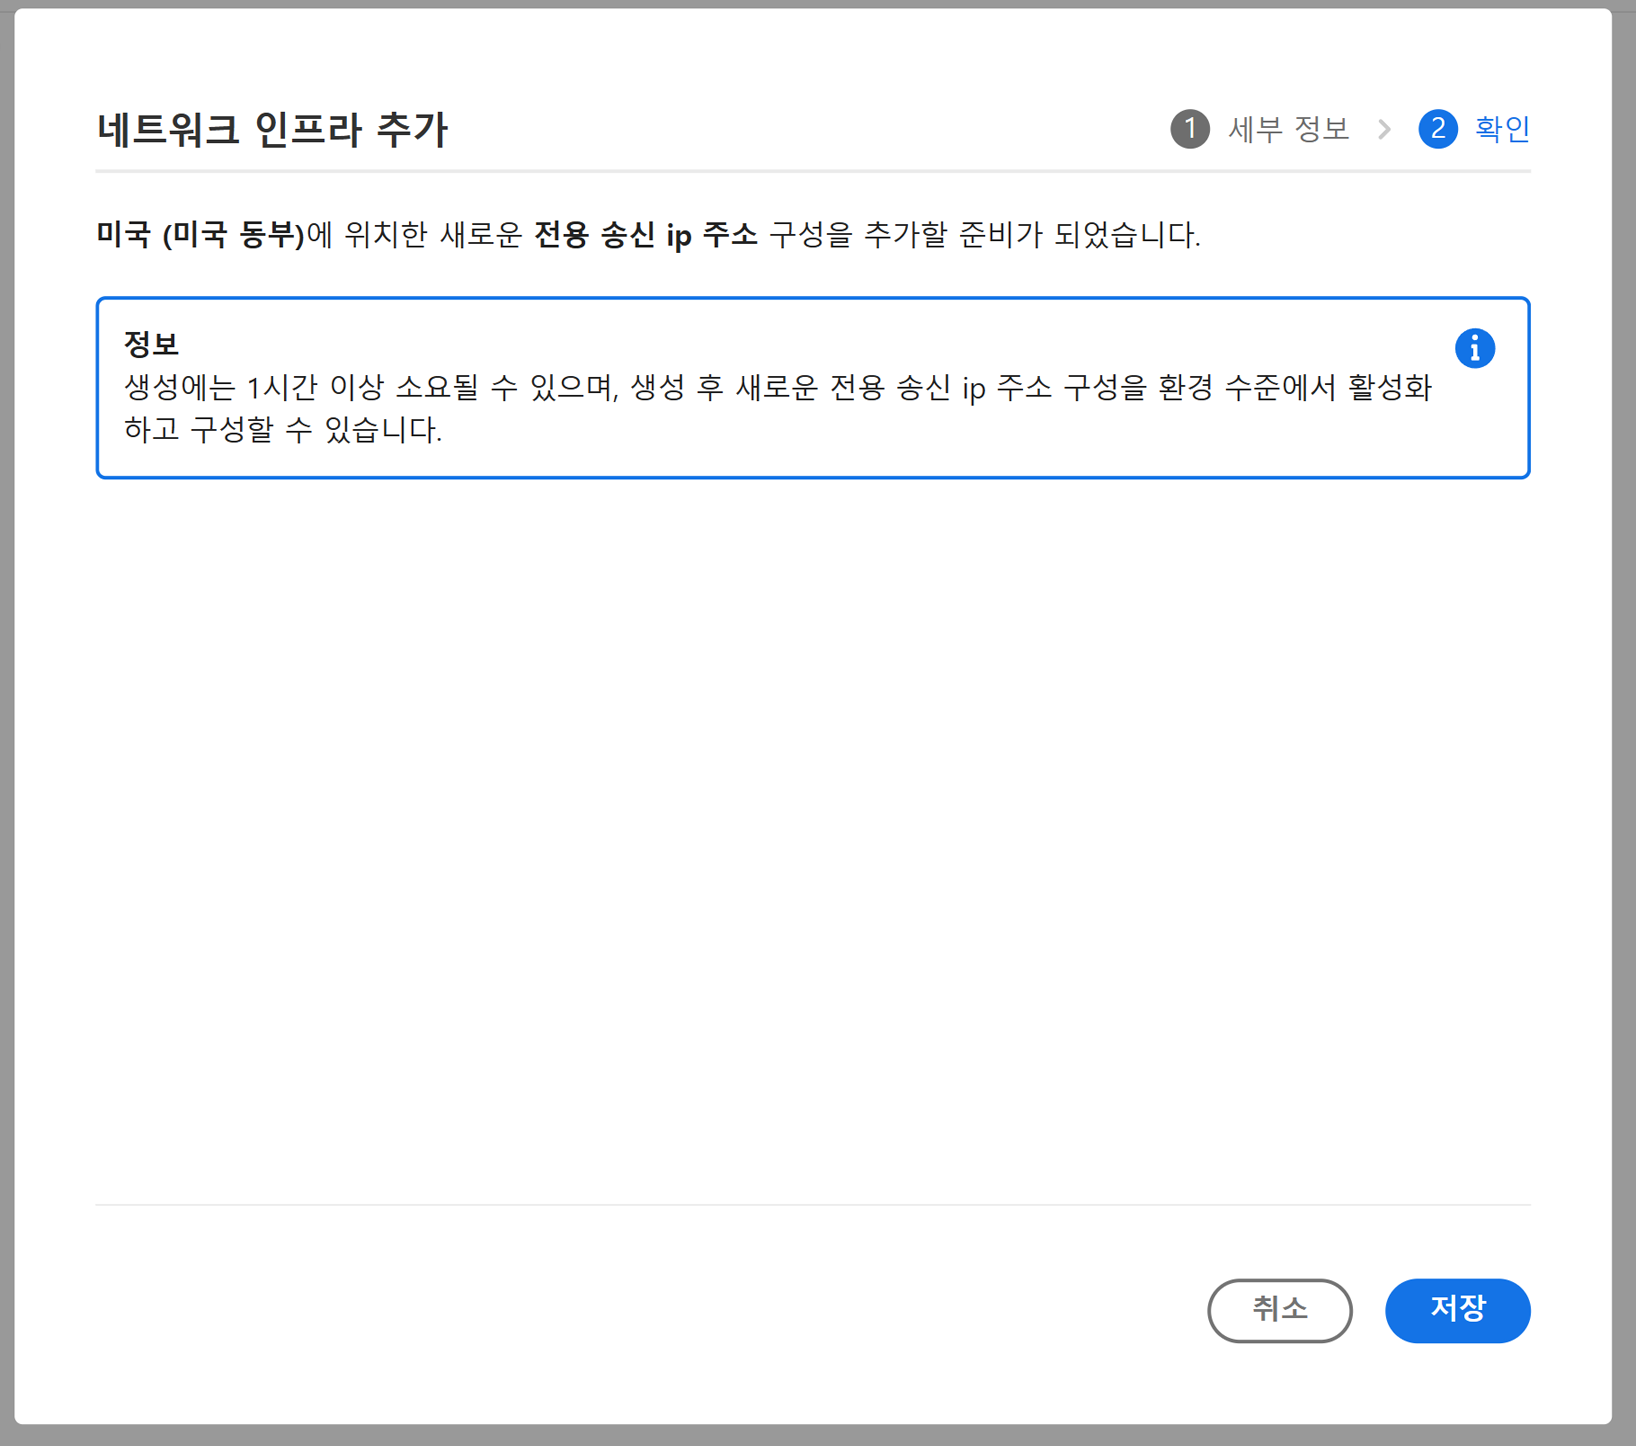 네트워크 인프라 추가
1 세부 정보 > 2 확인
미국 (미국 동부)에 위치한 새로운 전용 송신 ip 주소 구성을 추가할 준비가 되었습니다.
정보
생성에는 1시간 이상 소요될 수 있으며, 생성 후 새로운 전용 송신 ip 주소 구성을 환경 수준에서 활성화
하고 구성할 수 있습니다.
취소 저장